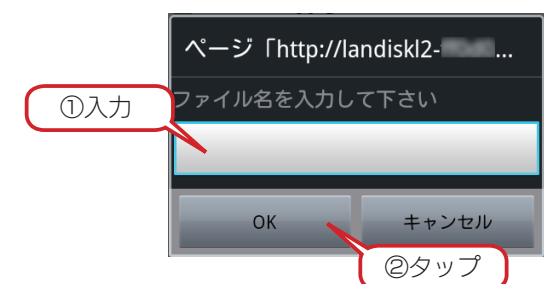 ページ「http://landiskl2- ...
①入力
ファイル名を入力して下さい
OK
キャンセル
②タップ